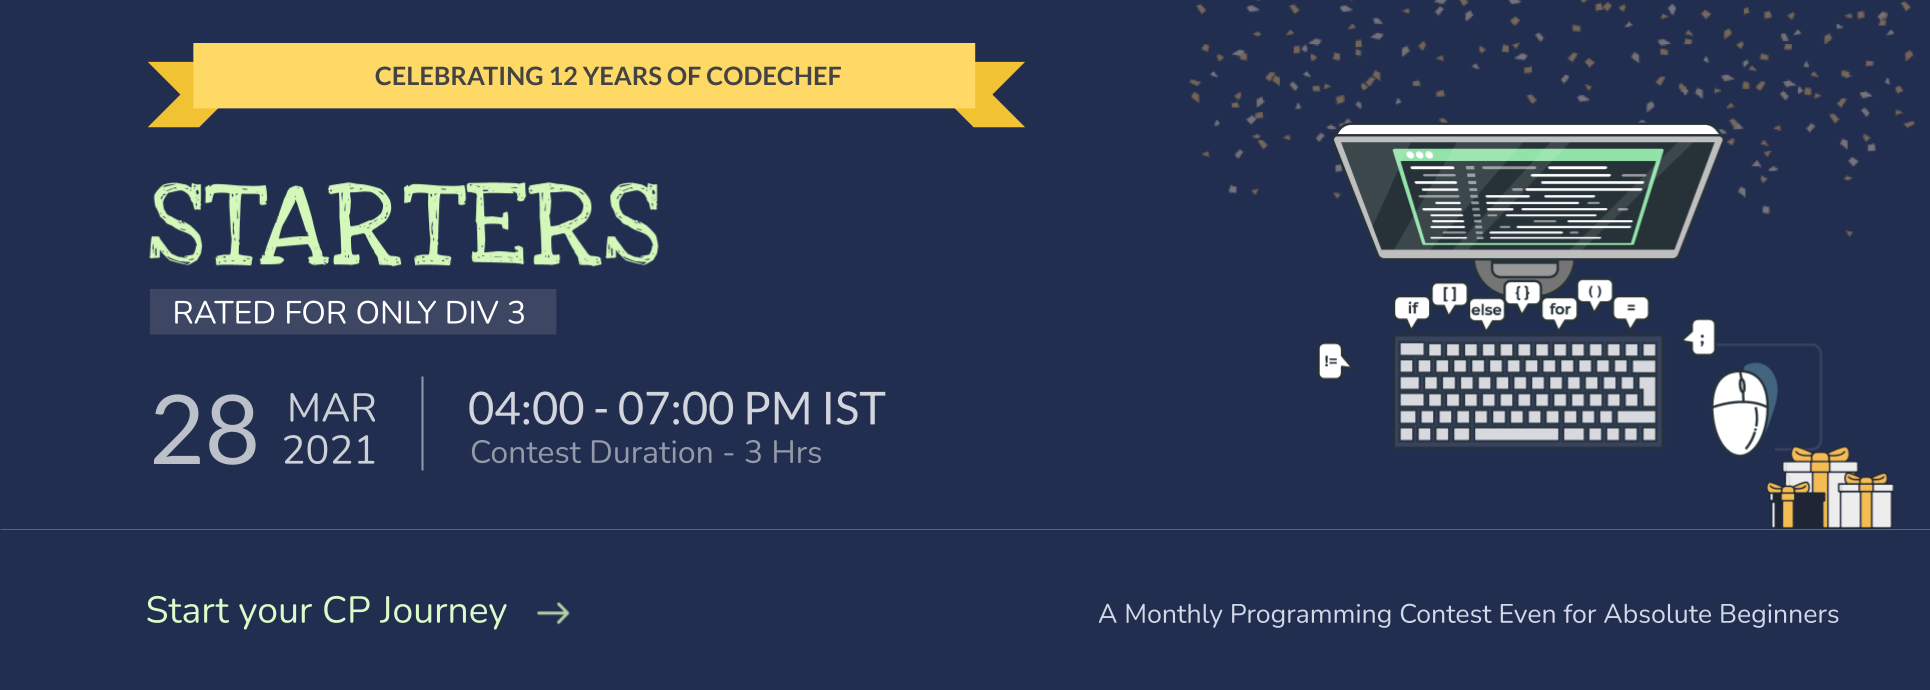 CELEBRATING 12 YEARS OF CODECHEF
STARTERS
RATED FOR ONLY DIV 3
28 MAR 2021
04:00 - 07:00 PM IST
Contest Duration - 3 Hrs
if [] else {} for () =
!=
;
Start your CP Journey →
A Monthly Programming Contest Even for Absolute Beginners